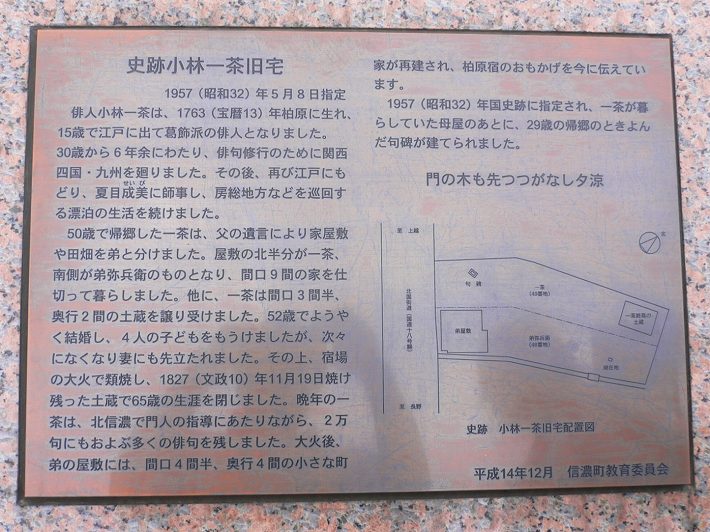 史跡小林一茶旧宅
1957（昭和32）年５月８日指定
俳人小林一茶は、1763（宝暦13）年柏原に生れ、
15歳で江戸に出て葛飾派の俳人となりました。
30歳から６年余にわたり、俳句修行のために関西
四国・九州を廻りました。その後、再び江戸にも
せいび
どり、夏目成美に師事し、房総地方などを巡回す
る漂泊の生活を続けました。
50歳で帰郷した一茶は、父の遺言により家屋敷
や田畑を弟と分けました。屋敷の北半分が一茶、
南側が弟弥兵衛のものとなり、間口９間の家を仕
切って暮らしました。他に、一茶は間口３間半、
奥行２間の土蔵を譲り受けました。52歳でようや
く結婚し、４人の子どもをもうけましたが、次々
になくなり妻にも先立たれました。その上、宿場
の大火で類焼し、1827（文政10）年11月19日焼け
残った土蔵で65歳の生涯を閉じました。晩年の一
茶は、北信濃で門人の指導にあたりながら、２万
句にもおよぶ多くの俳句を残しました。大火後、
弟の屋敷には、間口４間半、奥行４間の小さな町
家が再建され、柏原宿のおもかげを今に伝えてい
ます。
1957（昭和32）年国史跡に指定され、一茶が暮
らしていた母屋のあとに、29歳の帰郷のときよん
だ句碑が建てられました。
門の木も先つつがなし夕涼
至 上越
北国街道（国道十八号線）
句碑
一茶
弟屋敷
弟弥兵衛
一茶終焉の
土蔵
現在地
至 長野
史跡 小林一茶旧宅配置図
平成14年12月 信濃町教育委員会